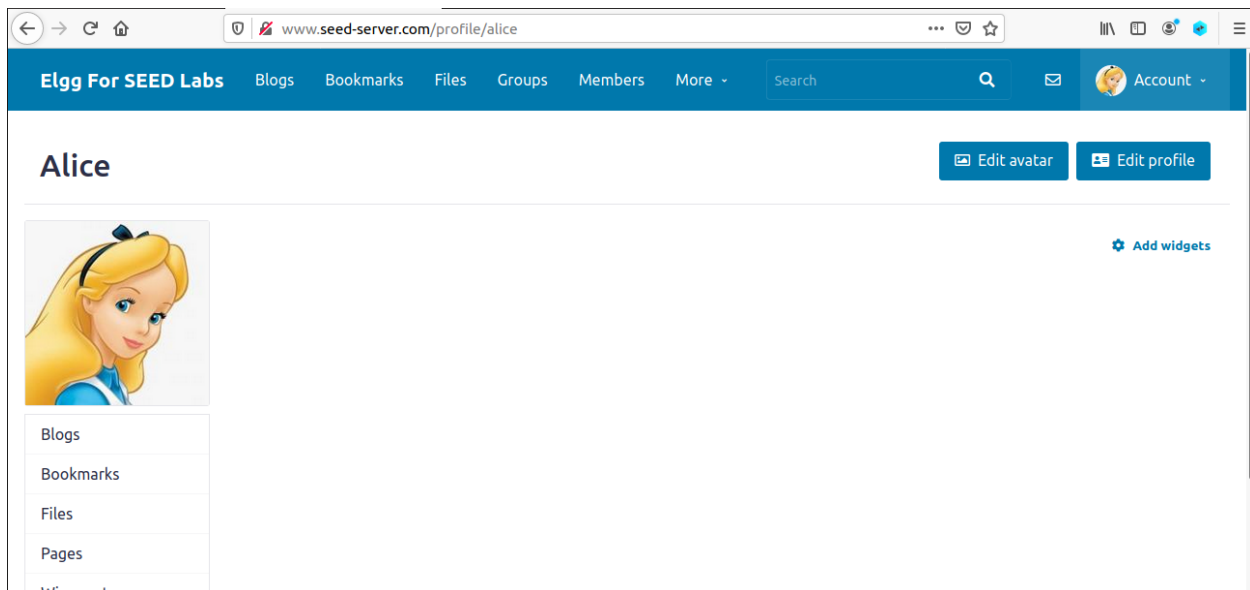 www.seed-server.com/profile/alice
Elgg For SEED Labs Blogs Bookmarks Files Groups Members More Search Account
Alice
Edit avatar Edit profile
Add widgets
Blogs
Bookmarks
Files
Pages